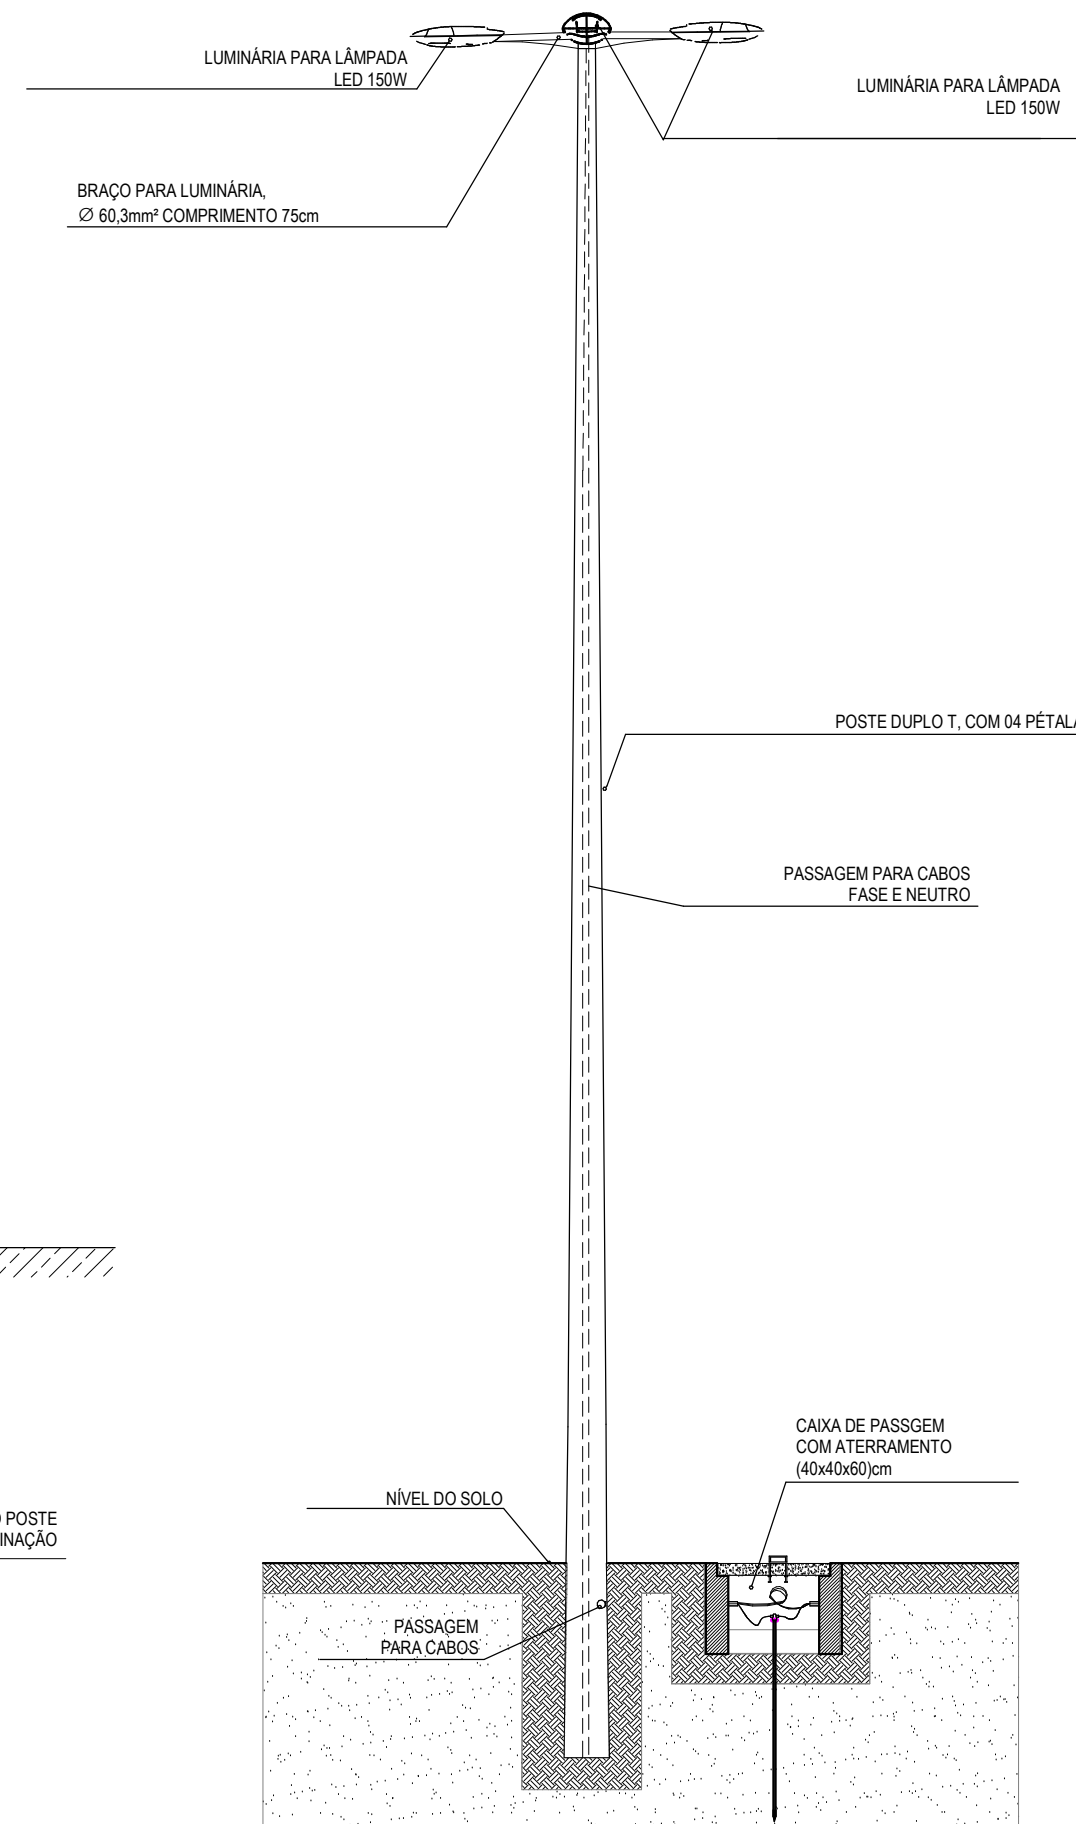 LUMINÁRIA PARA LÂMPADA
LED 150W
LUMINÁRIA PARA LÂMPADA
LED 150W
BRAÇO PARA LUMINÁRIA,
Ø 60,3mm² COMPRIMENTO 75cm
POSTE DUPLO T, COM 04 PÉTALA
PASSAGEM PARA CABOS
FASE E NEUTRO
CAIXA DE PASSGEM
COM ATERRAMENTO
(40x40x60)cm
NÍVEL DO SOLO
POSTE
INAÇÃO
PASSAGEM
PARA CABOS